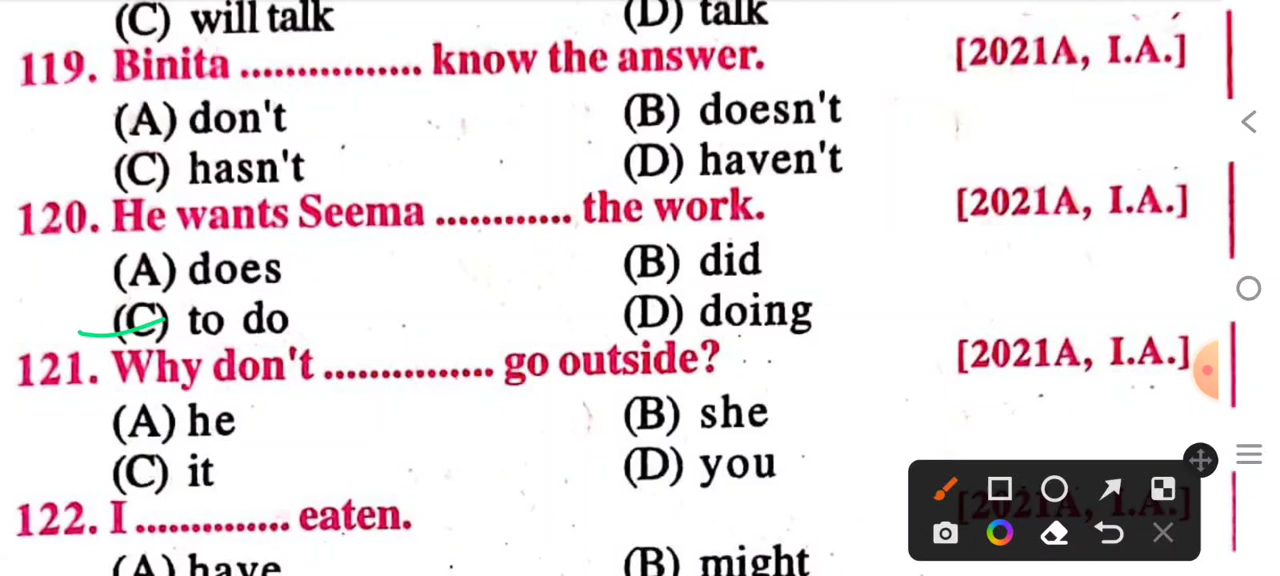 (C) will talk (D) talk
119. Binita ................ know the answer. [2021A, I.A.]
(A) don't (B) doesn't
(C) hasn't (D) haven't
120. He wants Seema ............ the work. [2021A, I.A.]
(A) does (B) did
(C) to do (D) doing
121. Why don't ............... go outside? [2021A, I.A.]
(A) he (B) she
(C) it (D) you
122. I .............. eaten. [2021A, I.A.]
(A) have (B) might